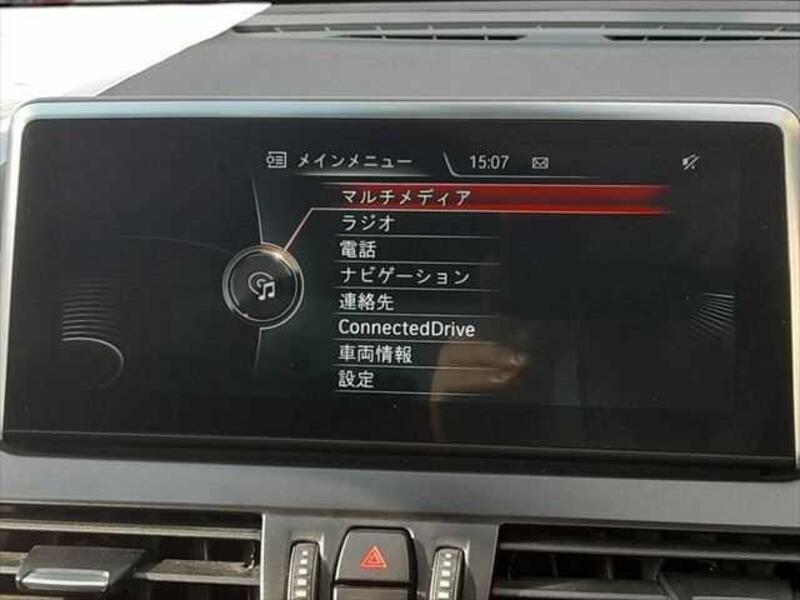 メインメニュー 15:07
マルチメディア
ラジオ
電話
ナビゲーション
連絡先
ConnectedDrive
車両情報
設定